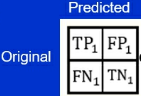 Predicted
TP₁ FP₁
Original
FN₁ TN₁